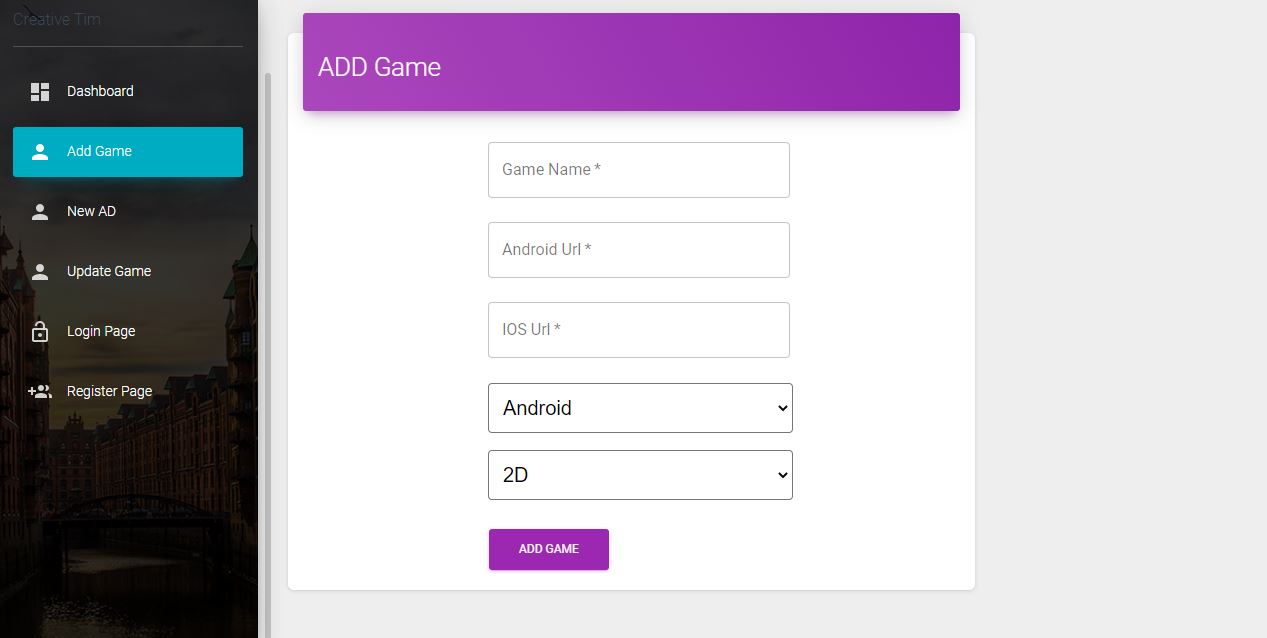 Creative Tim
Dashboard
Add Game
New AD
Update Game
Login Page
Register Page
ADD Game
Game Name *
Android Url *
IOS Url *
Android
2D
ADD GAME